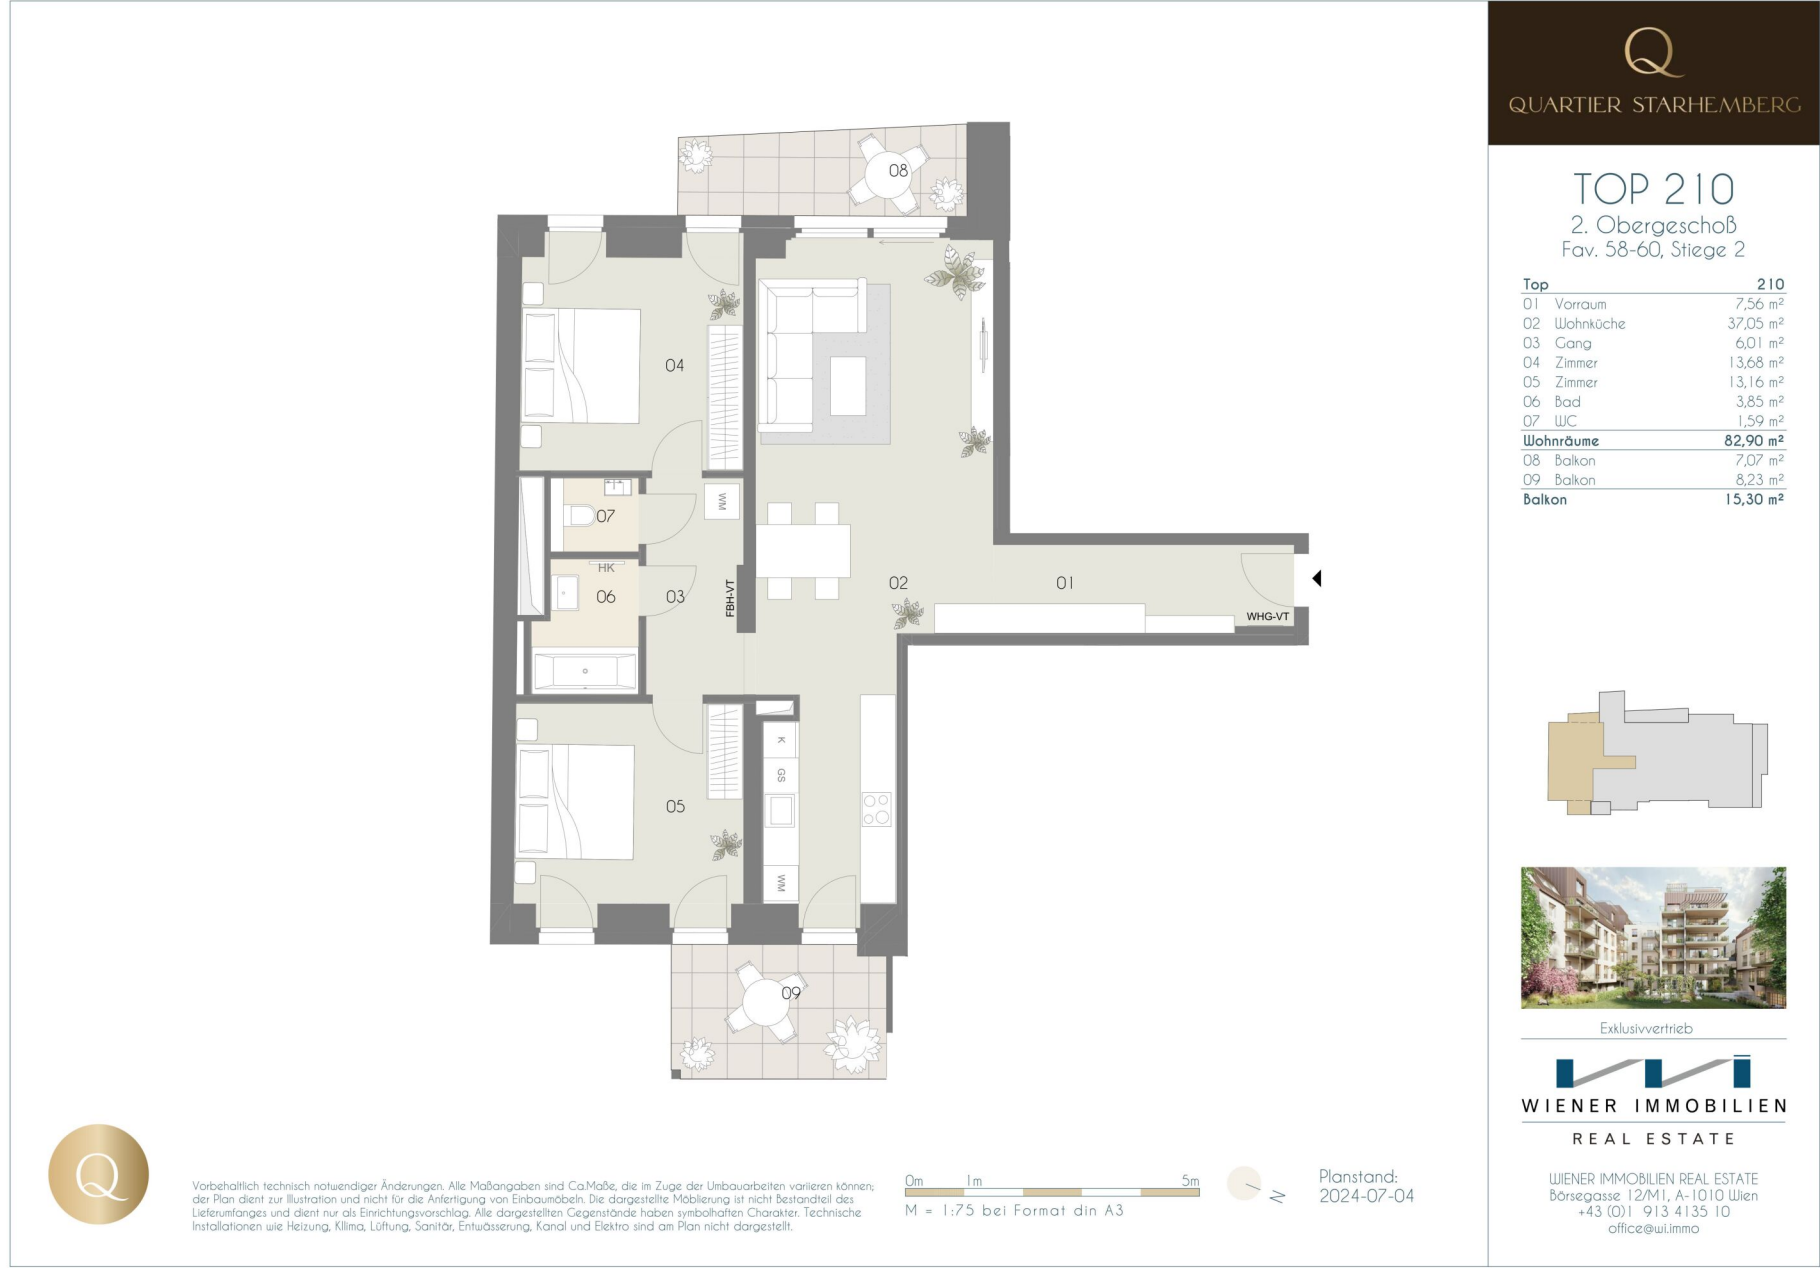 Q
QUARTIER STARHEMBERG
TOP 210
2. Obergeschoß
Fav. 58-60, Stiege 2
Top 210
01 Vorraum 7,56 m²
02 Wohnküche 37,05 m²
03 Gang 6,01 m²
04 Zimmer 13,68 m²
05 Zimmer 13,16 m²
06 Bad 3,85 m²
07 WC 1,59 m²
Wohnräume 82,90 m²
08 Balkon 7,07 m²
09 Balkon 8,23 m²
Balkon 15,30 m²
08
04
WM
07
HK
06
03
FBH-VT
02
01
WHG-VT
K
GS
05
WM
09
Exklusivvertrieb
WIENER IMMOBILIEN
REAL ESTATE
WIENER IMMOBILIEN REAL ESTATE
Börsegasse 12/M1, A-1010 Wien
+43 (0)1 913 4135 10
office@wi.immo
Q
Vorbehaltlich technisch notwendiger Änderungen. Alle Maßangaben sind Ca.Maße, die im Zuge der Umbauarbeiten variieren können;
der Plan dient zur Illustration und nicht für die Anfertigung von Einbaumöbeln. Die dargestellte Möblierung ist nicht Bestandteil des
Lieferumfanges und dient nur als Einrichtungsvorschlag. Alle dargestellten Gegenstände haben symbolhaften Charakter. Technische
Installationen wie Heizung, Kllima, Lüftung, Sanitär, Entwässerung, Kanal und Elektro sind am Plan nicht dargestellt.
0m 1m 5m
M = 1:75 bei Format din A3
N
Planstand:
2024-07-04